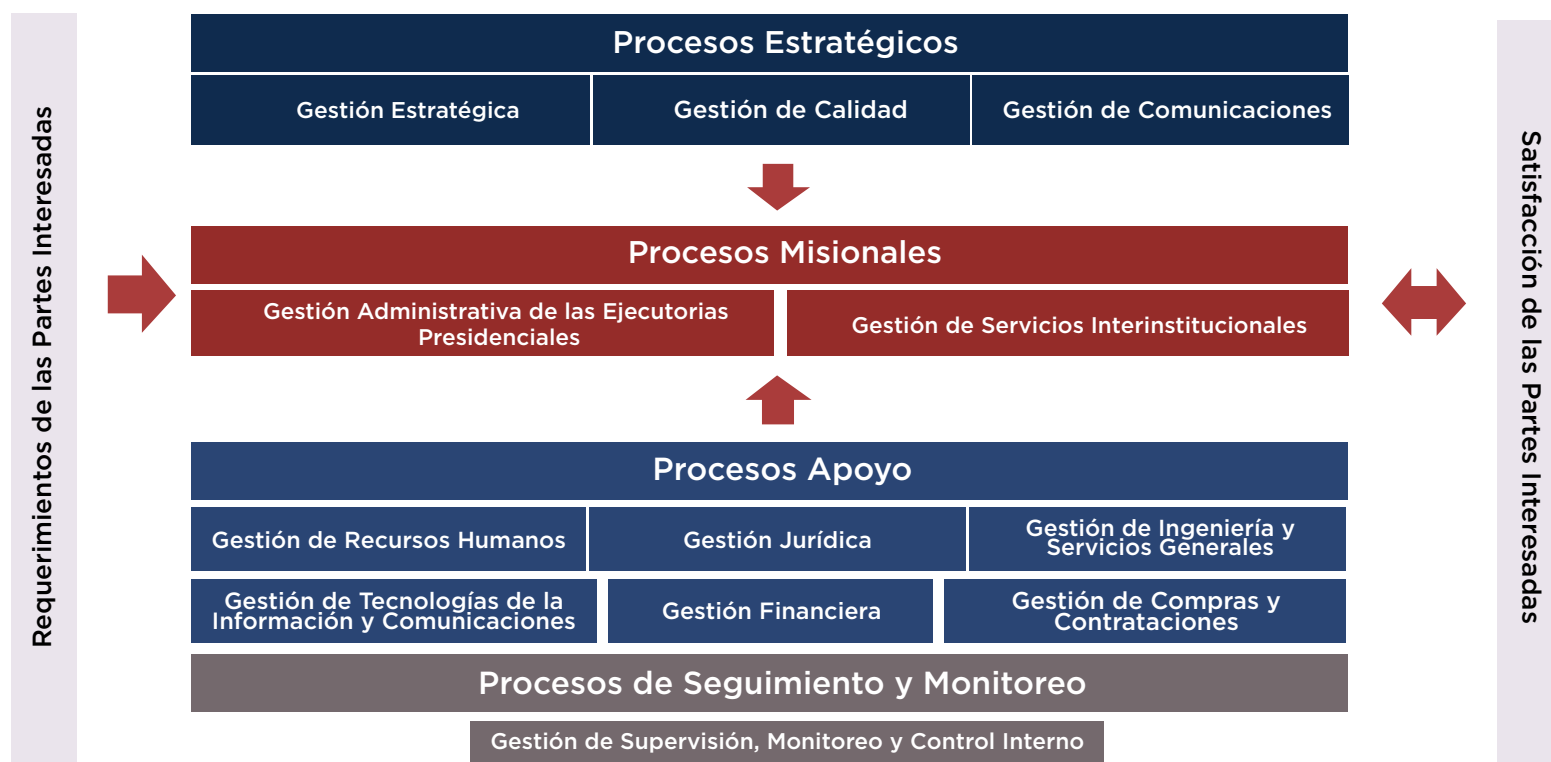 Requerimientos de las Partes Interesadas
Procesos Estratégicos
Gestión Estratégica
Gestión de Calidad
Gestión de Comunicaciones
Procesos Misionales
Gestión Administrativa de las Ejecutorias
Presidenciales
Gestión de Servicios Interinstitucionales
Procesos Apoyo
Gestión de Recursos Humanos
Gestión Jurídica
Gestión de Ingeniería y
Servicios Generales
Gestión de Tecnologías de la
Información y Comunicaciones
Gestión Financiera
Gestión de Compras y
Contrataciones
Procesos de Seguimiento y Monitoreo
Gestión de Supervisión, Monitoreo y Control Interno
Satisfacción de las Partes Interesadas